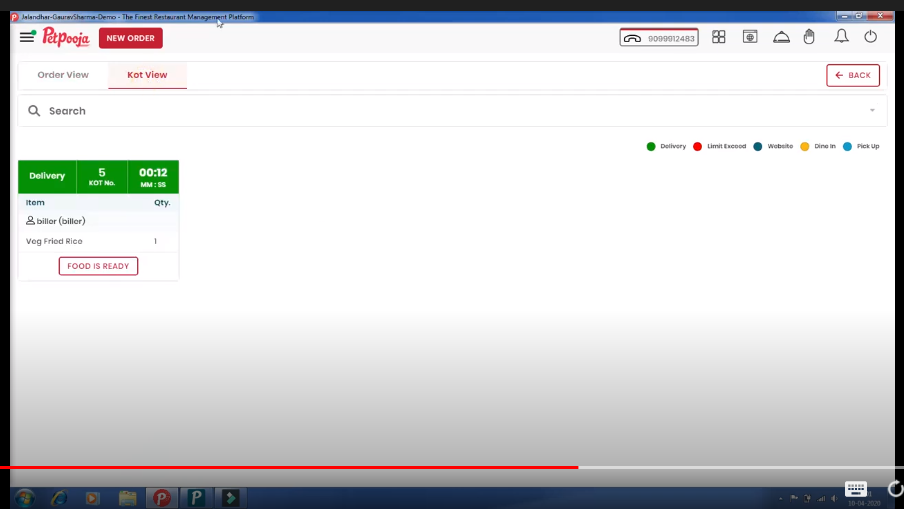 Jalandhar-GauravSharma-Demo - The Finest Restaurant Management Platform
Petpooja
NEW ORDER
9099912483
Order View
Kot View
BACK
Search
Delivery
Limit Exceed
Website
Dine In
Pick Up
Delivery
5
KOT No.
00:12
MM : SS
Item
Qty.
biller (biller)
Veg Fried Rice
1
FOOD IS READY
18-04-2020